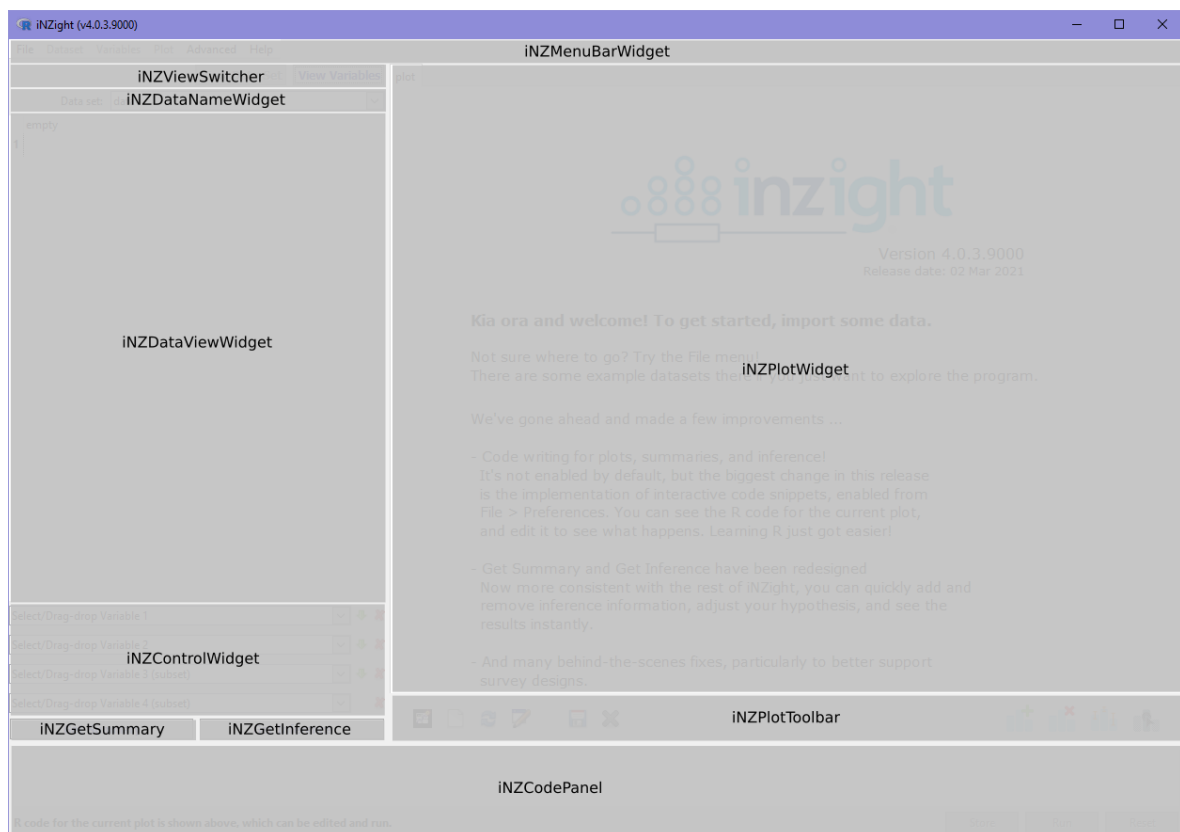 iNZight (v4.0.3.9000)
File Dataset Variables Plot Advanced Help
iNZMenuBarWidget
iNZViewSwitcher
View Variables
plot
Data set:
iNZDataNameWidget
empty
1
inzight
Version 4.0.3.9000
Release date: 02 Mar 2021
Kia ora and welcome! To get started, import some data.
Not sure where to go? Try the File menu!
There are some example datasets there if you just want to explore the program.
iNZDataViewWidget
iNZPlotWidget
We've gone ahead and made a few improvements ...
- Code writing for plots, summaries, and inference!
It's not enabled by default, but the biggest change in this release
is the implementation of interactive code snippets, enabled from
File > Preferences. You can see the R code for the current plot,
and edit it to see what happens. Learning R just got easier!
- Get Summary and Get Inference have been redesigned
Now more consistent with the rest of iNZight, you can quickly add and
remove inference information, adjust your hypothesis, and see the
results instantly.
- And many behind-the-scenes fixes, particularly to better support
survey designs.
Select/Drag-drop Variable 1
Select/Drag-drop Variable 2
iNZControlWidget
Select/Drag-drop Variable 3 (subset)
Select/Drag-drop Variable 4 (subset)
iNZGetSummary
iNZGetInference
iNZPlotToolbar
iNZCodePanel
R code for the current plot is shown above, which can be edited and run.